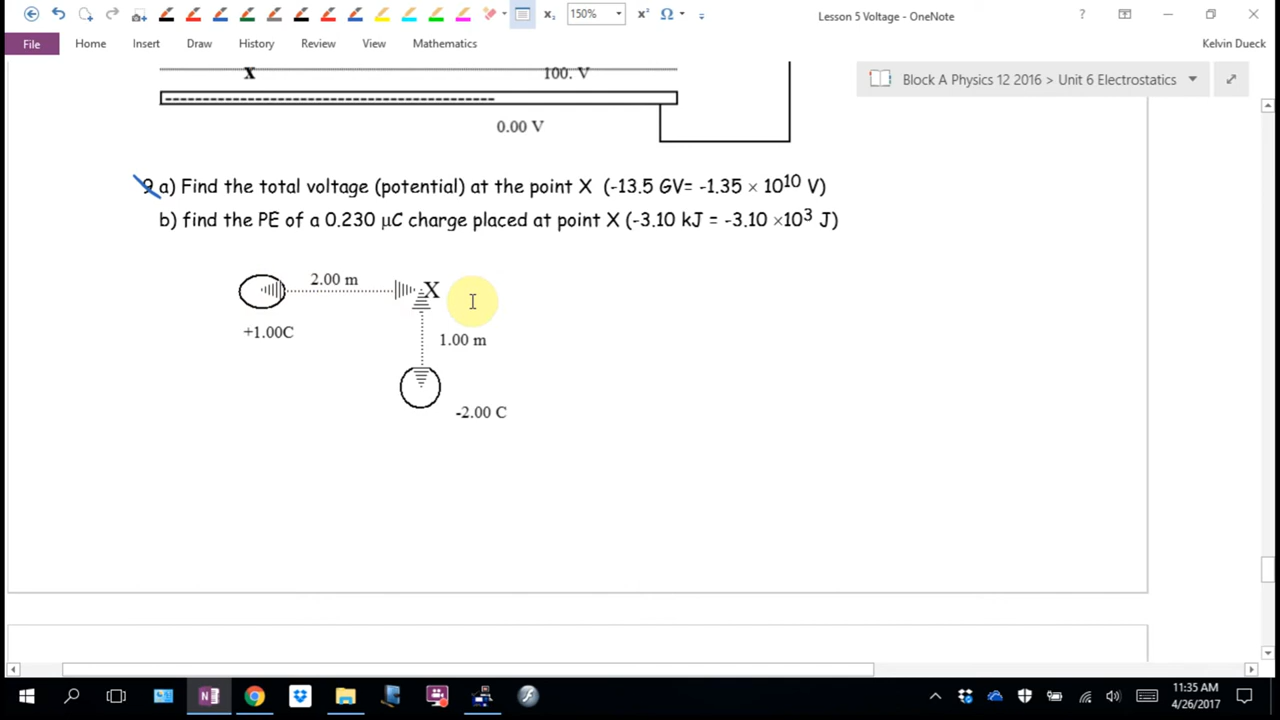 150%
Lesson 5 Voltage - OneNote
File Home Insert Draw History Review View Mathematics
Kelvin Dueck
Block A Physics 12 2016 > Unit 6 Electrostatics
X 100. V
0.00 V
9 a) Find the total voltage (potential) at the point X (-13.5 GV= -1.35 × 10¹⁰ V)
b) find the PE of a 0.230 μC charge placed at point X (-3.10 kJ = -3.10 ×10³ J)
2.00 m
X
+1.00C
1.00 m
-2.00 C
11:35 AM
4/26/2017